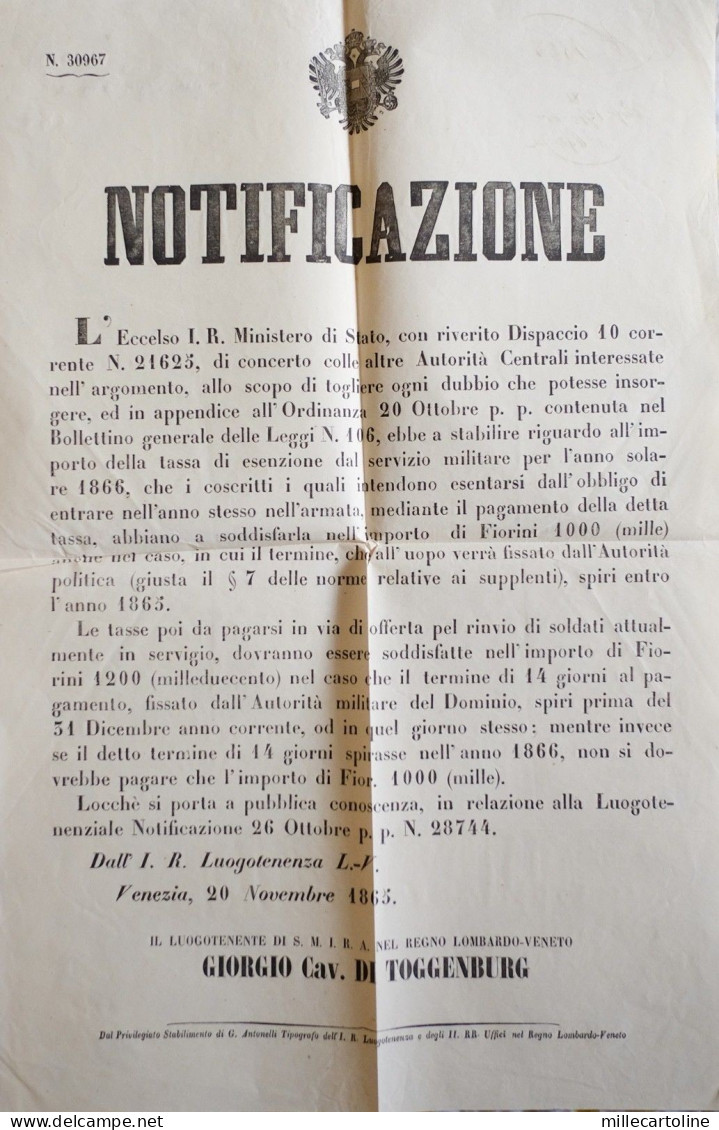 N. 30967
NOTIFICAZIONE
L'Eccelso I. R. Ministero di Stato, con riverito Dispaccio 10 cor-
rente N. 21625, di concerto colle altre Autorità Centrali interessate
nell'argomento, allo scopo di togliere ogni dubbio che potesse insor-
gere, ed in appendice all'Ordinanza 20 Ottobre p. p. contenuta nel
Bollettino generale delle Leggi N. 106, ebbe a stabilire riguardo all'im-
porto della tassa di esenzione dal servizio militare per l'anno sola-
re 1866, che i coscritti i quali intendono esentarsi dall'obbligo di
entrare nell'anno stesso nell'armata, mediante il pagamento della detta
tassa, abbiano a soddisfarla nell'importo di Fiorini 1000 (mille)
anche nel caso, in cui il termine, che all'uopo verrà fissato dall'Autorità
politica (giusta il § 7 delle norme relative ai supplenti), spiri entro
l'anno 1865.
Le tasse poi da pagarsi in via di offerta pel rinvio di soldati attual-
mente in servigio, dovranno essere soddisfatte nell'importo di Fio-
rini 1200 (milleduecento) nel caso che il termine di 14 giorni al pa-
gamento, fissato dall'Autorità militare del Dominio, spiri prima del
31 Dicembre anno corrente, od in quel giorno stesso; mentre invece
se il detto termine di 14 giorni spirasse nell'anno 1866, non si do-
vrebbe pagare che l'importo di Fior. 1000 (mille).
Locchè si porta a pubblica conoscenza, in relazione alla Luogote-
nenziale Notificazione 26 Ottobre p. p. N. 28744.
Dall' I. R. Luogotenenza L.-V.
Venezia, 20 Novembre 1865.
IL LUOGOTENENTE DI S. M. I. R. A. NEL REGNO LOMBARDO-VENETO
GIORGIO Cav. DI TOGGENBURG
Dal Privilegiato Stabilimento di G. Antonelli Tipografo dell'I. R. Luogotenenza e degli II. RR. Uffici nel Regno Lombardo-Veneto
delcampe.net
millecartoline